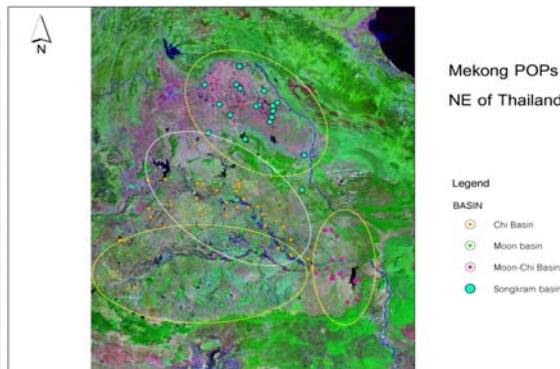 N
Mekong POPs
NE of Thailand
Legend
BASIN
Chi Basin
Moon basin
Moon-Chi Basin
Songkram basin